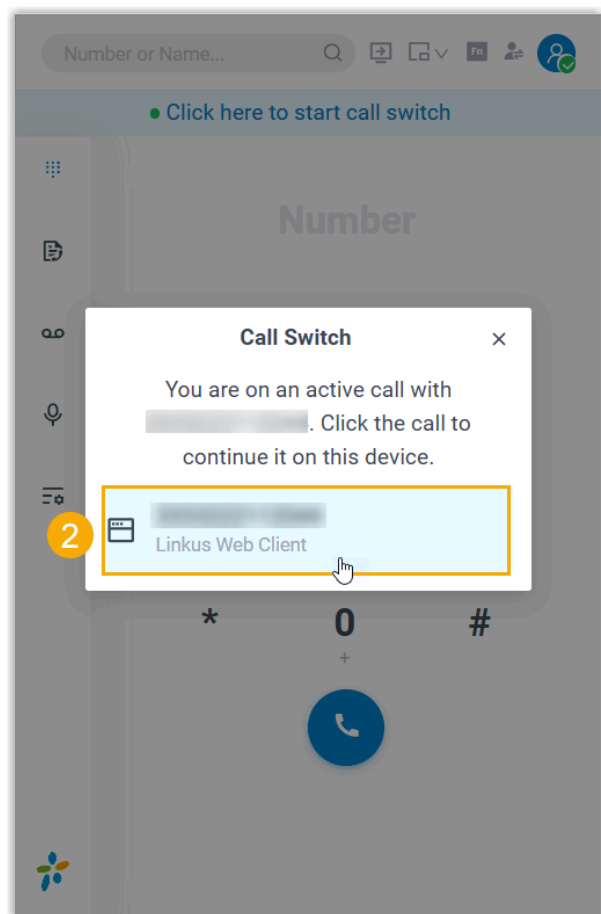 Number or Name...
Fn
Click here to start call switch
Number
Call Switch
You are on an active call with
. Click the call to
continue it on this device.
2
Linkus Web Client
* 0 #
+